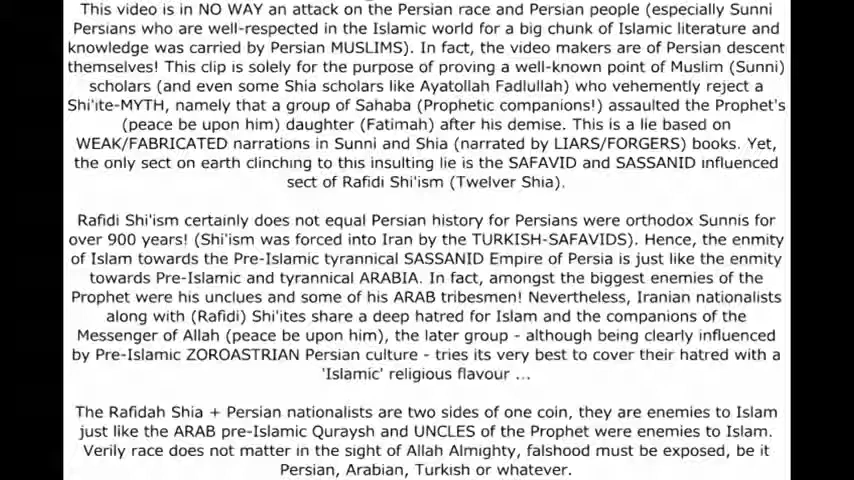 This video is in NO WAY an attack on the Persian race and Persian people (especially Sunni
Persians who are well-respected in the Islamic world for a big chunk of Islamic literature and
knowledge was carried by Persian MUSLIMS). In fact, the video makers are of Persian descent
themselves! This clip is solely for the purpose of proving a well-known point of Muslim (Sunni)
scholars (and even some Shia scholars like Ayatollah Fadlullah) who vehemently reject a
Shi'ite-MYTH, namely that a group of Sahaba (Prophetic companions!) assaulted the Prophet's
(peace be upon him) daughter (Fatimah) after his demise. This is a lie based on
WEAK/FABRICATED narrations in Sunni and Shia (narrated by LIARS/FORGERS) books. Yet,
the only sect on earth clinching to this insulting lie is the SAFAVID and SASSANID influenced
sect of Rafidi Shi'ism (Twelver Shia).
Rafidi Shi'ism certainly does not equal Persian history for Persians were orthodox Sunnis for
over 900 years! (Shi'ism was forced into Iran by the TURKISH-SAFAVIDS). Hence, the enmity
of Islam towards the Pre-Islamic tyrannical SASSANID Empire of Persia is just like the enmity
towards Pre-Islamic and tyrannical ARABIA. In fact, amongst the biggest enemies of the
Prophet were his unclues and some of his ARAB tribesmen! Nevertheless, Iranian nationalists
along with (Rafidi) Shi'ites share a deep hatred for Islam and the companions of the
Messenger of Allah (peace be upon him), the later group - although being clearly influenced
by Pre-Islamic ZOROASTRIAN Persian culture - tries its very best to cover their hatred with a
'Islamic' religious flavour ...
The Rafidah Shia + Persian nationalists are two sides of one coin, they are enemies to Islam
just like the ARAB pre-Islamic Quraysh and UNCLES of the Prophet were enemies to Islam.
Verily race does not matter in the sight of Allah Almighty, falshood must be exposed, be it
Persian, Arabian, Turkish or whatever.